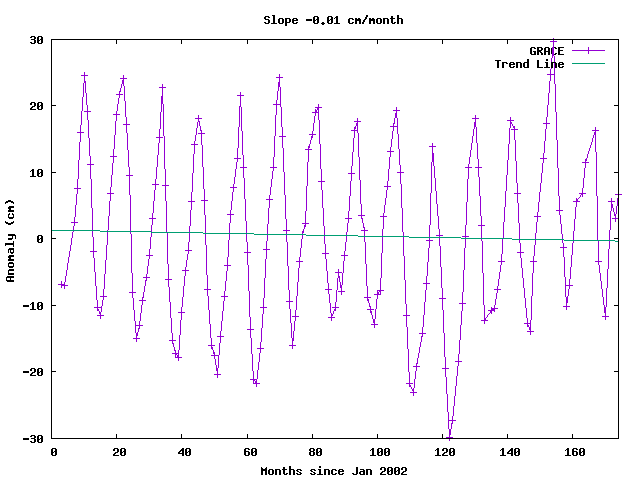 Slope -0.01 cm/month
30
20
10
0
-10
-20
-30
Anomaly (cm)
GRACE
Trend Line
0 20 40 60 80 100 120 140 160
Months since Jan 2002